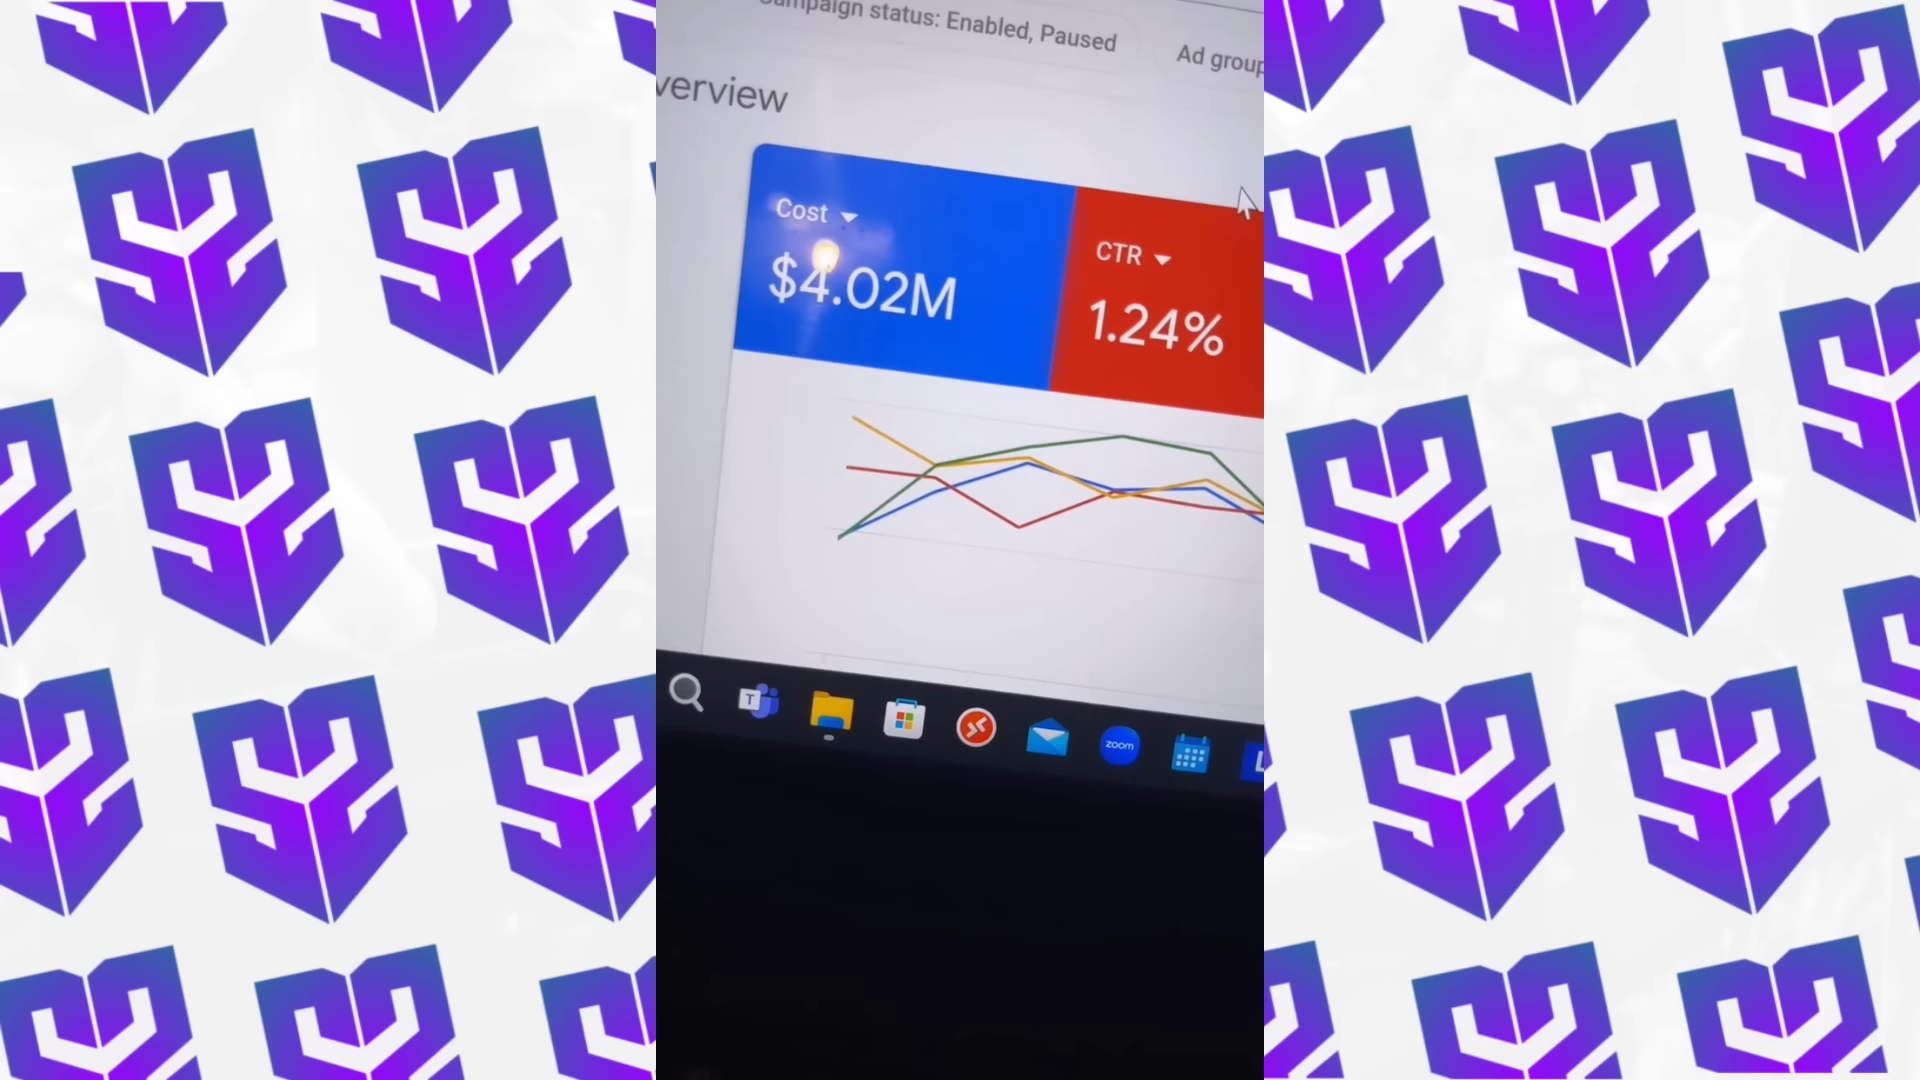 Campaign status: Enabled, Paused
Ad group
verview
Cost
$4.02M
CTR
1.24%
T
zoom